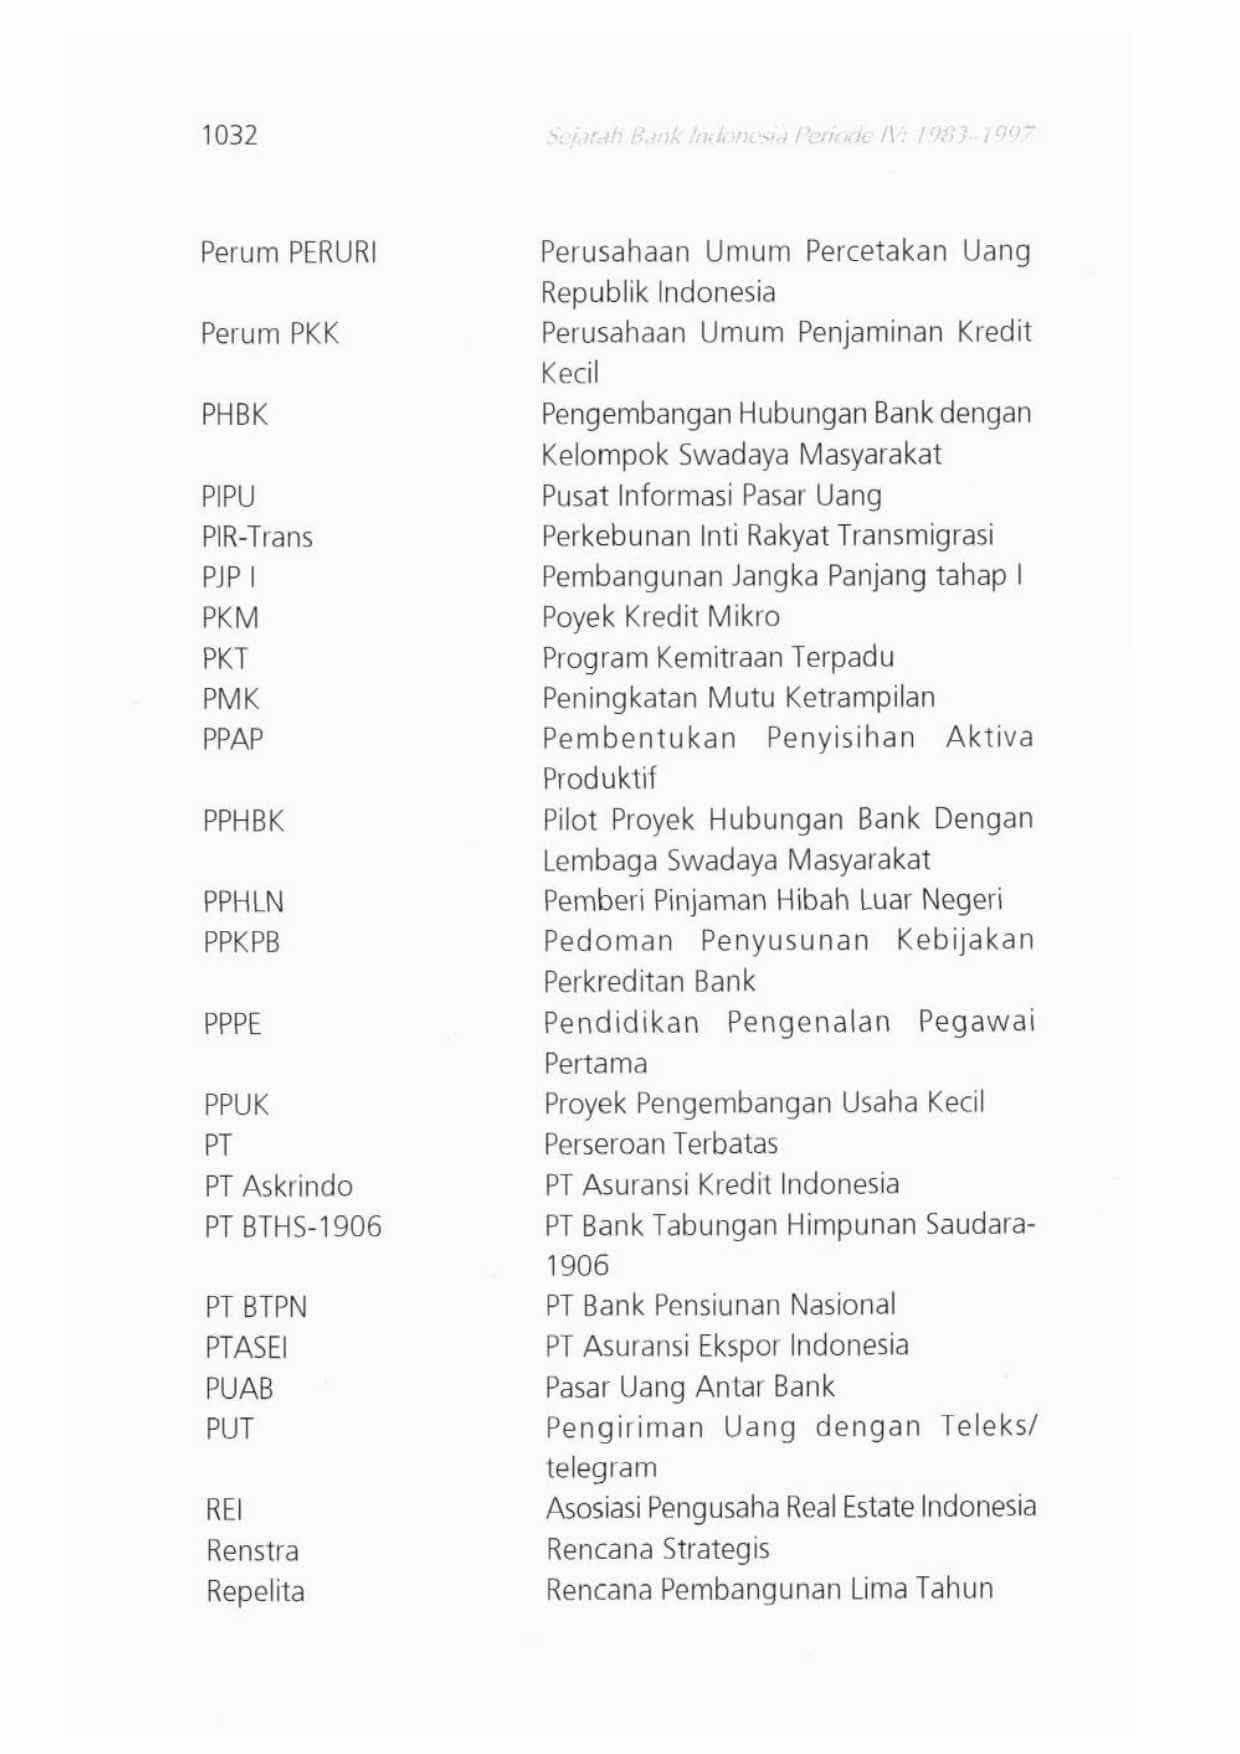 1032 Sejarah Bank Indonesia Periode IV: 1983–1997
Perum PERURI Perusahaan Umum Percetakan Uang
Republik Indonesia
Perum PKK Perusahaan Umum Penjaminan Kredit
Kecil
PHBK Pengembangan Hubungan Bank dengan
Kelompok Swadaya Masyarakat
PIPU Pusat Informasi Pasar Uang
PIR-Trans Perkebunan Inti Rakyat Transmigrasi
PJP I Pembangunan Jangka Panjang tahap I
PKM Poyek Kredit Mikro
PKT Program Kemitraan Terpadu
PMK Peningkatan Mutu Ketrampilan
PPAP Pembentukan Penyisihan Aktiva
Produktif
PPHBK Pilot Proyek Hubungan Bank Dengan
Lembaga Swadaya Masyarakat
PPHLN Pemberi Pinjaman Hibah Luar Negeri
PPKPB Pedoman Penyusunan Kebijakan
Perkreditan Bank
PPPE Pendidikan Pengenalan Pegawai
Pertama
PPUK Proyek Pengembangan Usaha Kecil
PT Perseroan Terbatas
PT Askrindo PT Asuransi Kredit Indonesia
PT BTHS-1906 PT Bank Tabungan Himpunan Saudara-
1906
PT BTPN PT Bank Pensiunan Nasional
PTASEI PT Asuransi Ekspor Indonesia
PUAB Pasar Uang Antar Bank
PUT Pengiriman Uang dengan Teleks/
telegram
REI Asosiasi Pengusaha Real Estate Indonesia
Renstra Rencana Strategis
Repelita Rencana Pembangunan Lima Tahun